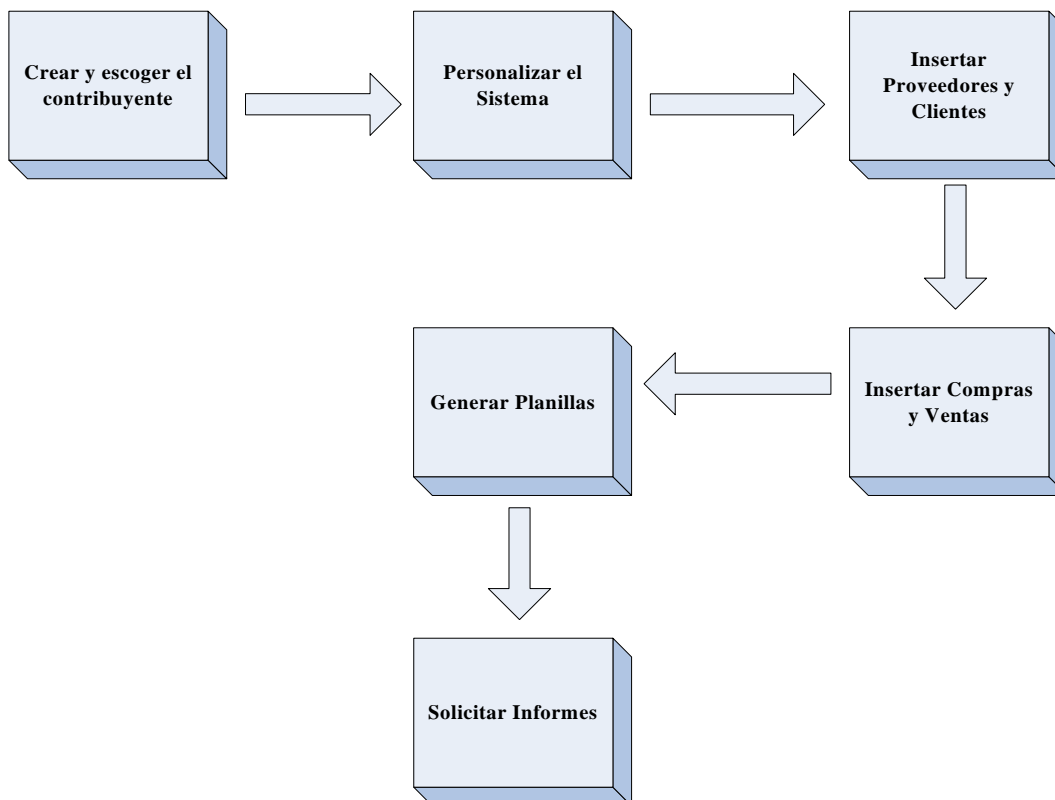 Crear y escoger el
contribuyente
Personalizar el
Sistema
Insertar
Proveedores y
Clientes
Insertar Compras
y Ventas
Generar Planillas
Solicitar Informes